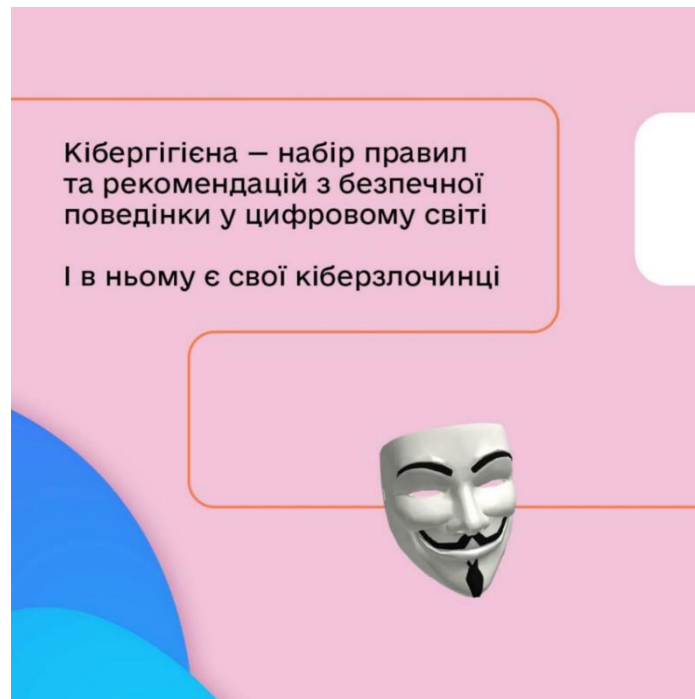 Кібергігієна — набір правил
та рекомендацій з безпечної
поведінки у цифровому світі
І в ньому є свої кіберзлочинці